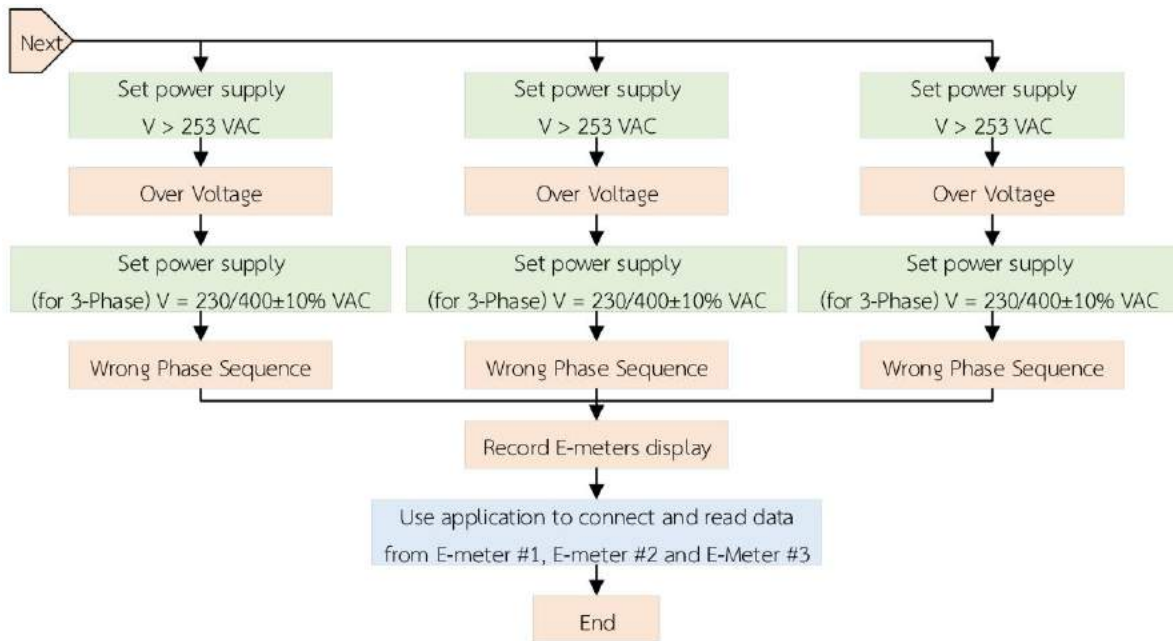 Next
Set power supply
V > 253 VAC
Set power supply
V > 253 VAC
Set power supply
V > 253 VAC
Over Voltage
Over Voltage
Over Voltage
Set power supply
(for 3-Phase) V = 230/400±10% VAC
Set power supply
(for 3-Phase) V = 230/400±10% VAC
Set power supply
(for 3-Phase) V = 230/400±10% VAC
Wrong Phase Sequence
Wrong Phase Sequence
Wrong Phase Sequence
Record E-meters display
Use application to connect and read data
from E-meter #1, E-meter #2 and E-Meter #3
End